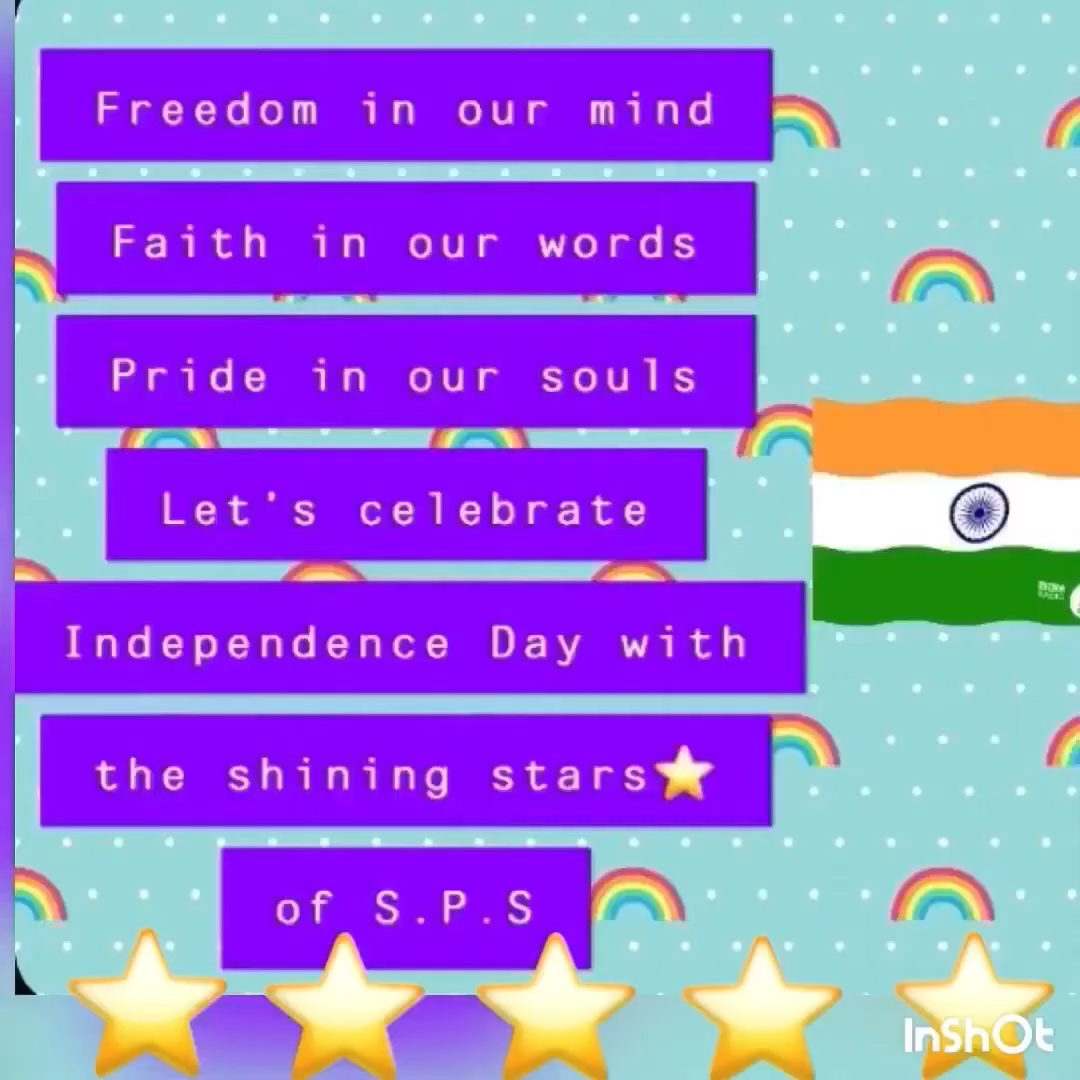 Freedom in our mind
Faith in our words
Pride in our souls
Let's celebrate
Independence Day with
the shining stars⭐
of S.P.S
InShOt